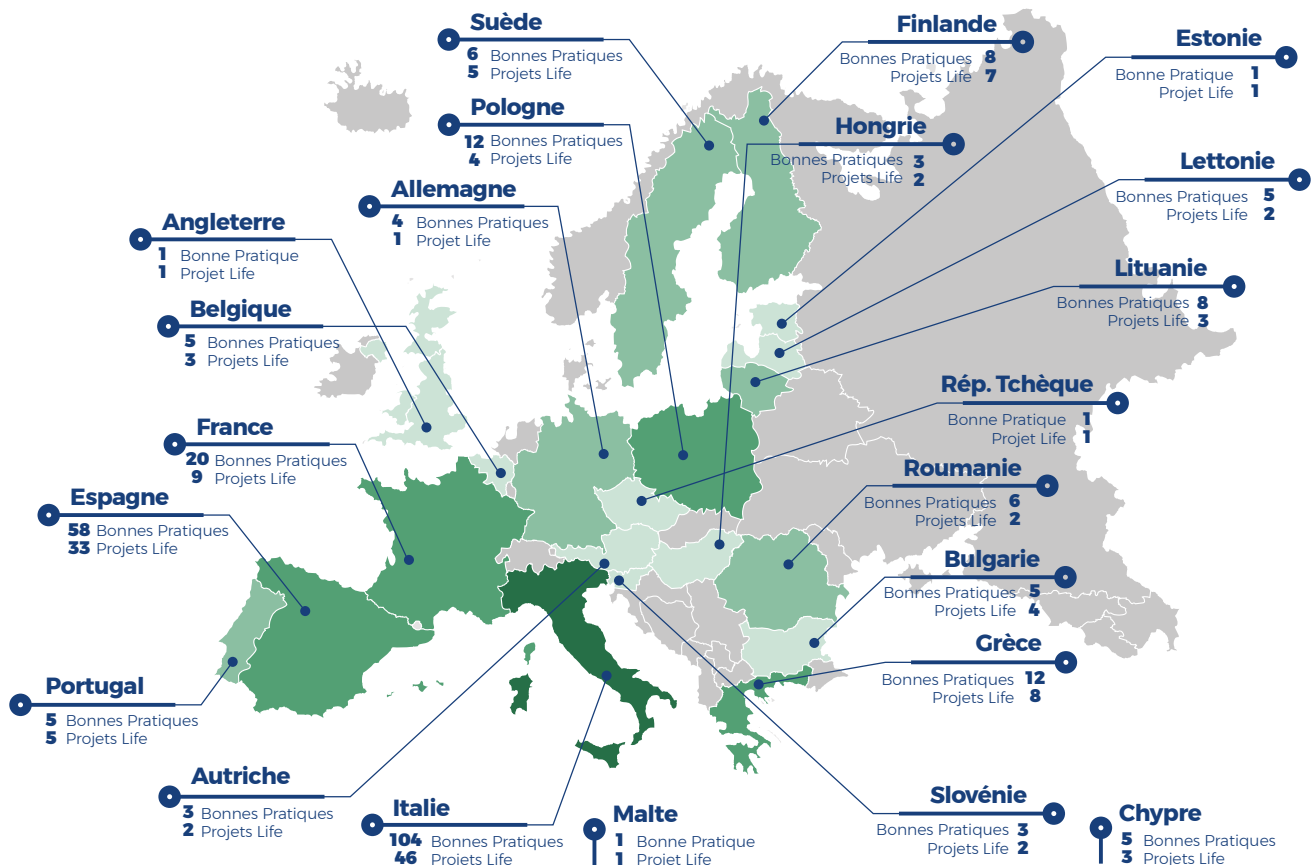 Suède
6 Bonnes Pratiques
5 Projets Life
Finlande
Bonnes Pratiques 8
Projets Life 7
Estonie
Bonne Pratique 1
Projet Life 1
Pologne
12 Bonnes Pratiques
4 Projets Life
Hongrie
Bonnes Pratiques 3
Projets Life 2
Lettonie
Bonnes Pratiques 5
Projets Life 2
Allemagne
4 Bonnes Pratiques
1 Projet Life
Angleterre
1 Bonne Pratique
1 Projet Life
Lituanie
Bonnes Pratiques 8
Projets Life 3
Belgique
5 Bonnes Pratiques
3 Projets Life
Rép. Tchèque
Bonne Pratique 1
Projet Life 1
France
20 Bonnes Pratiques
9 Projets Life
Roumanie
Bonnes Pratiques 6
Projets Life 2
Espagne
58 Bonnes Pratiques
33 Projets Life
Bulgarie
Bonnes Pratiques 5
Projets Life 4
Grèce
Bonnes Pratiques 12
Projets Life 8
Portugal
5 Bonnes Pratiques
5 Projets Life
Autriche
3 Bonnes Pratiques
2 Projets Life
Italie
104 Bonnes Pratiques
46 Projets Life
Malte
1 Bonne Pratique
1 Projet Life
Slovénie
Bonnes Pratiques 3
Projets Life 2
Chypre
5 Bonnes Pratiques
3 Projets Life